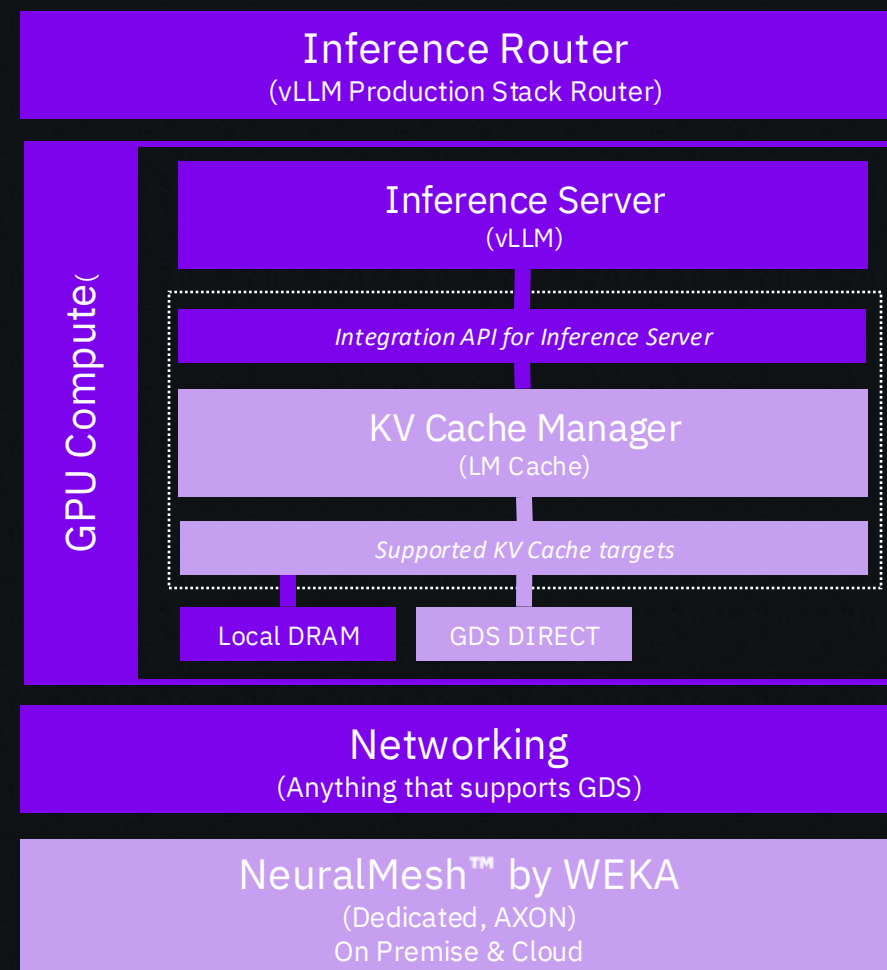 Inference Router
(vLLM Production Stack Router)
GPU Compute(
Inference Server
(vLLM)
Integration API for Inference Server
KV Cache Manager
(LM Cache)
Supported KV Cache targets
Local DRAM
GDS DIRECT
Networking
(Anything that supports GDS)
NeuralMesh™ by WEKA
(Dedicated, AXON)
On Premise & Cloud